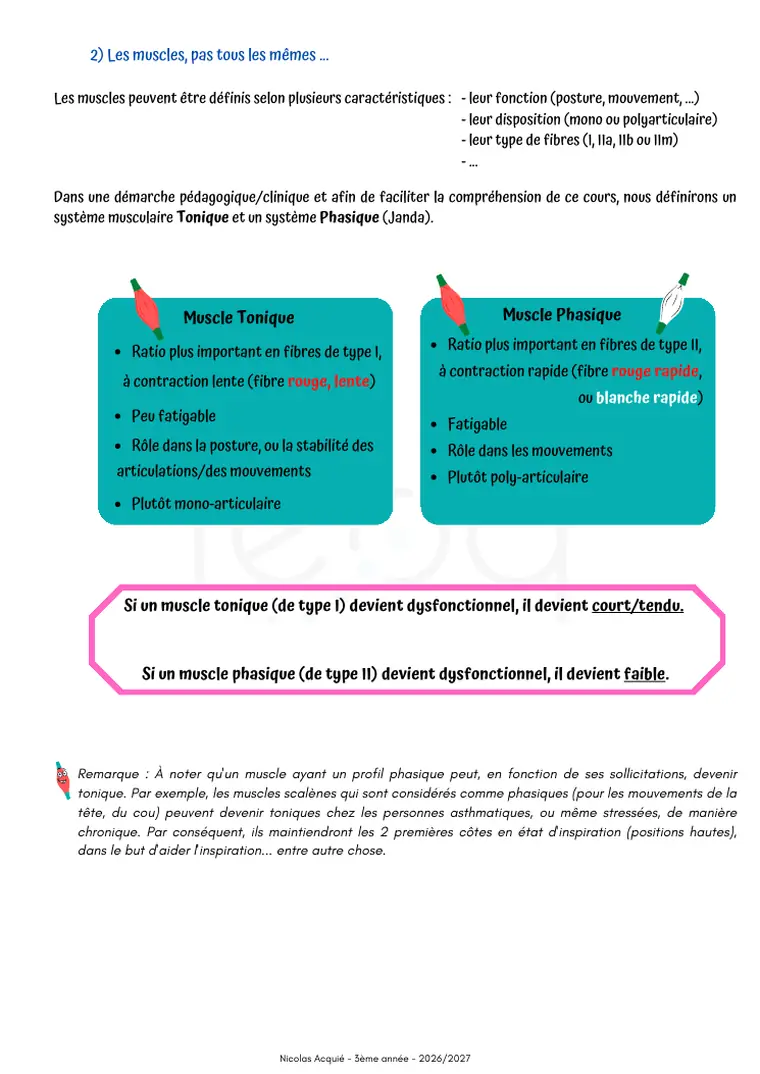 2) Les muscles, pas tous les mêmes ...
Les muscles peuvent être définis selon plusieurs caractéristiques : - leur fonction (posture, mouvement, ...)
- leur disposition (mono ou polyarticulaire)
- leur type de fibres (I, IIa, IIb ou IIm)
- ...
Dans une démarche pédagogique/clinique et afin de faciliter la compréhension de ce cours, nous définirons un
système musculaire Tonique et un système Phasique (Janda).
Muscle Tonique
• Ratio plus important en fibres de type I,
à contraction lente (fibre rouge, lente)
• Peu fatigable
• Rôle dans la posture, ou la stabilité des
articulations/des mouvements
• Plutôt mono-articulaire
Muscle Phasique
• Ratio plus important en fibres de type II,
à contraction rapide (fibre rouge rapide,
ou blanche rapide)
• Fatigable
• Rôle dans les mouvements
• Plutôt poly-articulaire
Si un muscle tonique (de type I) devient dysfonctionnel, il devient court/tendu.
Si un muscle phasique (de type II) devient dysfonctionnel, il devient faible.
Remarque : À noter qu'un muscle ayant un profil phasique peut, en fonction de ses sollicitations, devenir
tonique. Par exemple, les muscles scalènes qui sont considérés comme phasiques (pour les mouvements de la
tête, du cou) peuvent devenir toniques chez les personnes asthmatiques, ou même stressées, de manière
chronique. Par conséquent, ils maintiendront les 2 premières côtes en état d'inspiration (positions hautes),
dans le but d'aider l'inspiration... entre autre chose.
Nicolas Acquié - 3ème année - 2026/2027